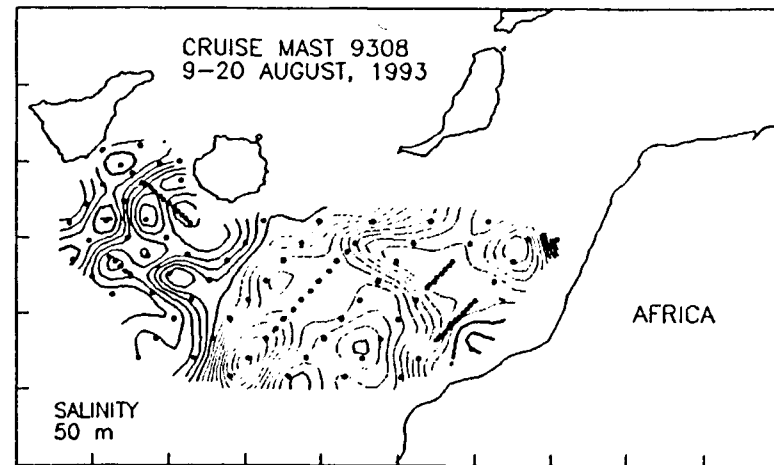 CRUISE MAST 9308
9-20 AUGUST, 1993
AFRICA
SALINITY
50 m